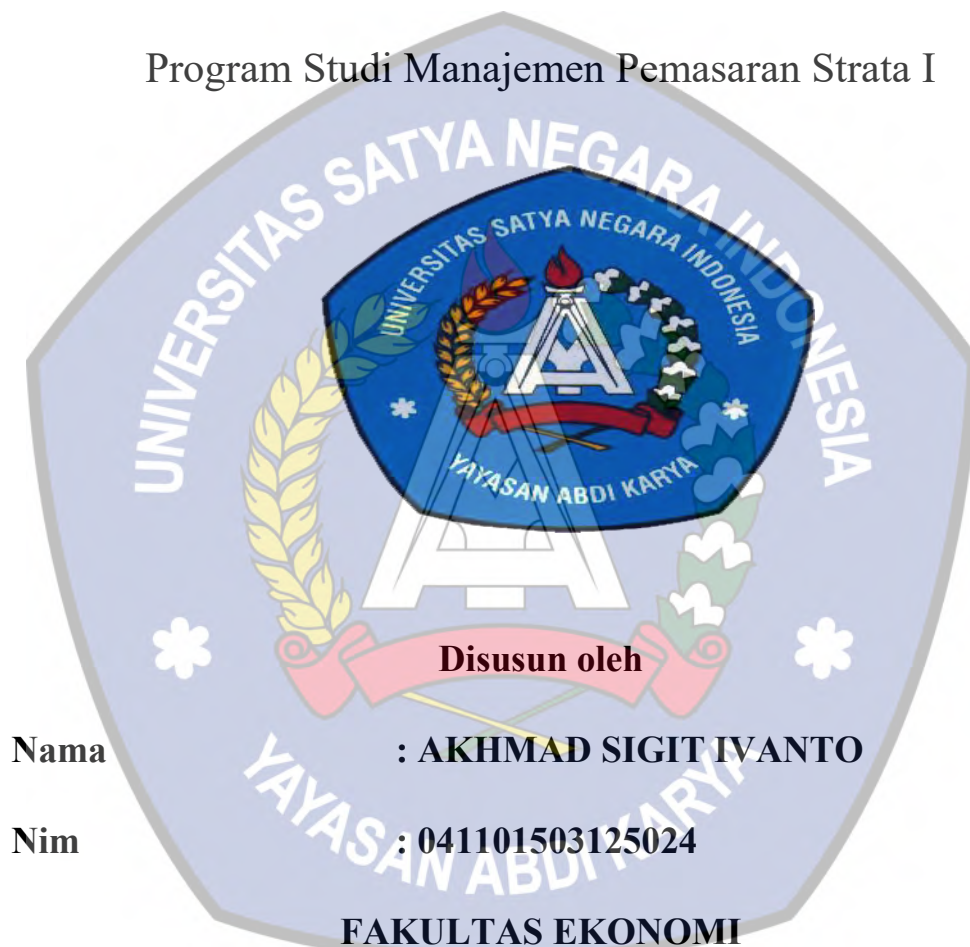 Program Studi Manajemen Pemasaran Strata I
UNIVERSITAS SATYA NEGARA INDONESIA
UNIVERSITAS SATYA NEGARA INDONESIA
YAYASAN ABDI KARYA
Disusun oleh
Nama : AKHMAD SIGIT IVANTO
Nim : 041101503125024
YAYASAN ABDI KARYA
FAKULTAS EKONOMI